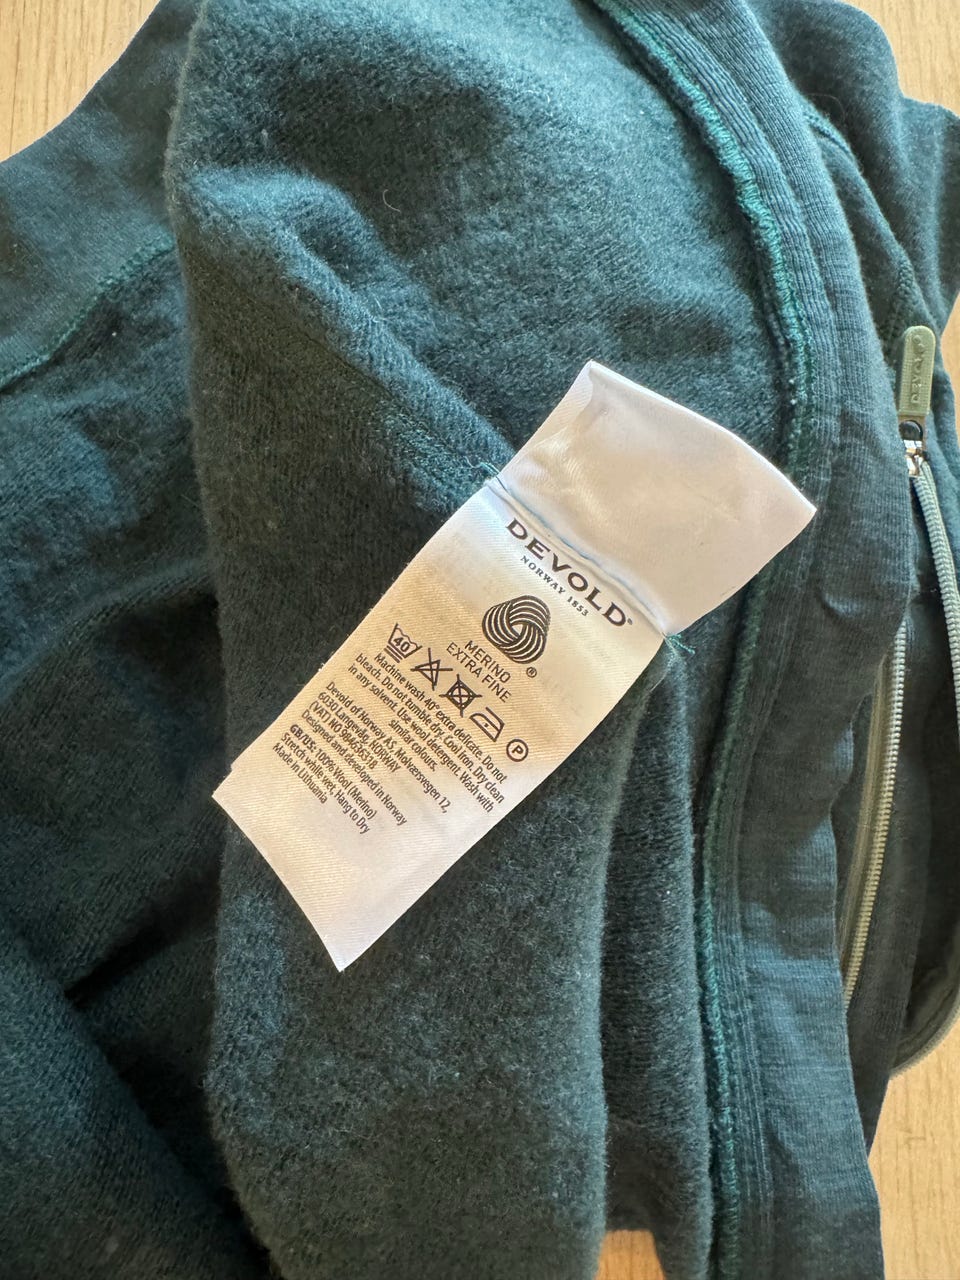 DEVOLD
DEVOLD®
NORWAY 1853
MERINO
EXTRA FINE
40
P
Machine wash 40° extra delicate. Do not
bleach. Do not tumble dry. Cool iron. Dry clean
in any solvent. Use wool detergent. Wash with
similar colours.
Devold of Norway AS, Molværsvegen 12,
6030 Langevåg, NORWAY
(VAT) NO
Designed and developed in Norway
GB/US: 100% Wool (Merino)
Stretch while wet, Hang to Dry
Made in Lithuania